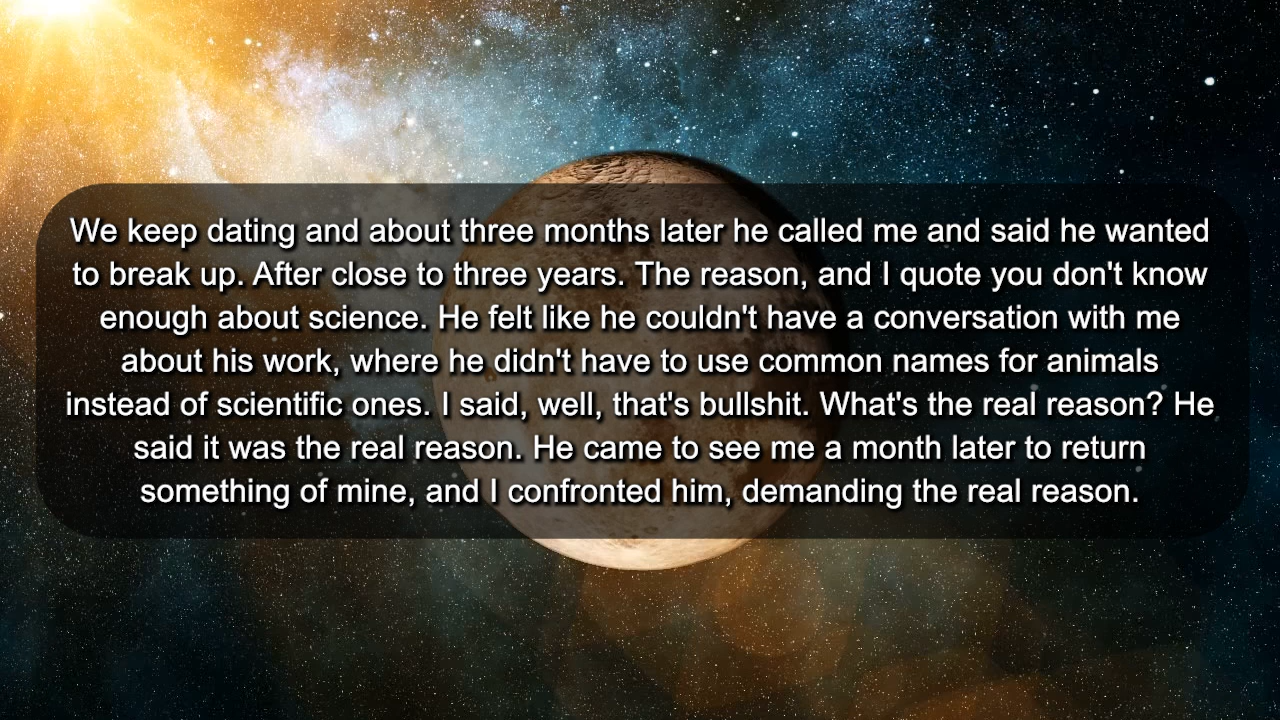 We keep dating and about three months later he called me and said he wanted
to break up. After close to three years. The reason, and I quote you don't know
enough about science. He felt like he couldn't have a conversation with me
about his work, where he didn't have to use common names for animals
instead of scientific ones. I said, well, that's bullshit. What's the real reason? He
said it was the real reason. He came to see me a month later to return
something of mine, and I confronted him, demanding the real reason.